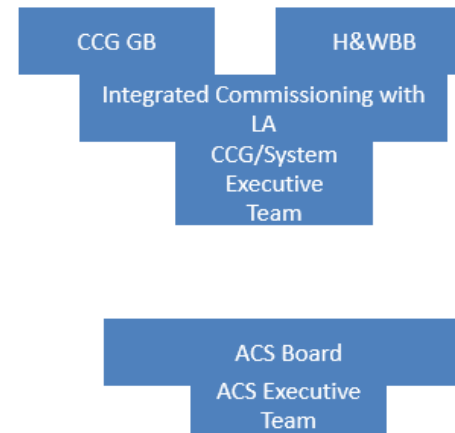 CCG GB
H&WBB
Integrated Commissioning with
LA
CCG/System
Executive
Team
ACS Board
ACS Executive
Team